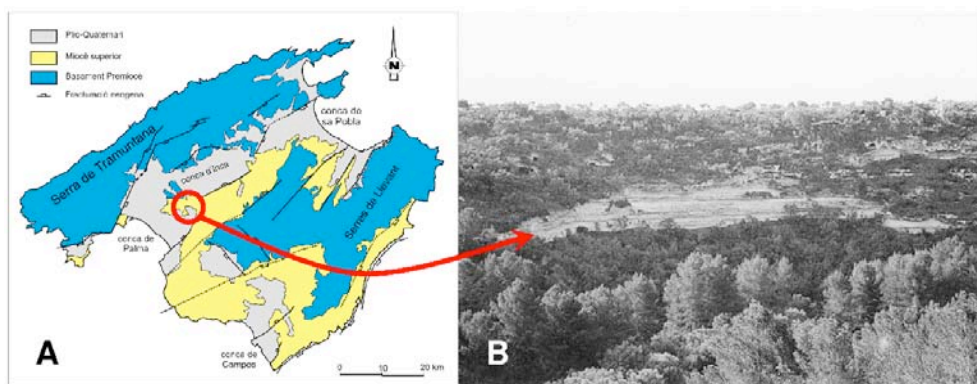 Plio-Quaternari
Miocè superior
Basament Premiocè
Fracturació neogena
N
Serra de Tramuntana
conca de
sa Pobla
conca d'Inca
Serres de Llevant
conca de
Palma
conca de
Campos
0 10 20 km
A
B